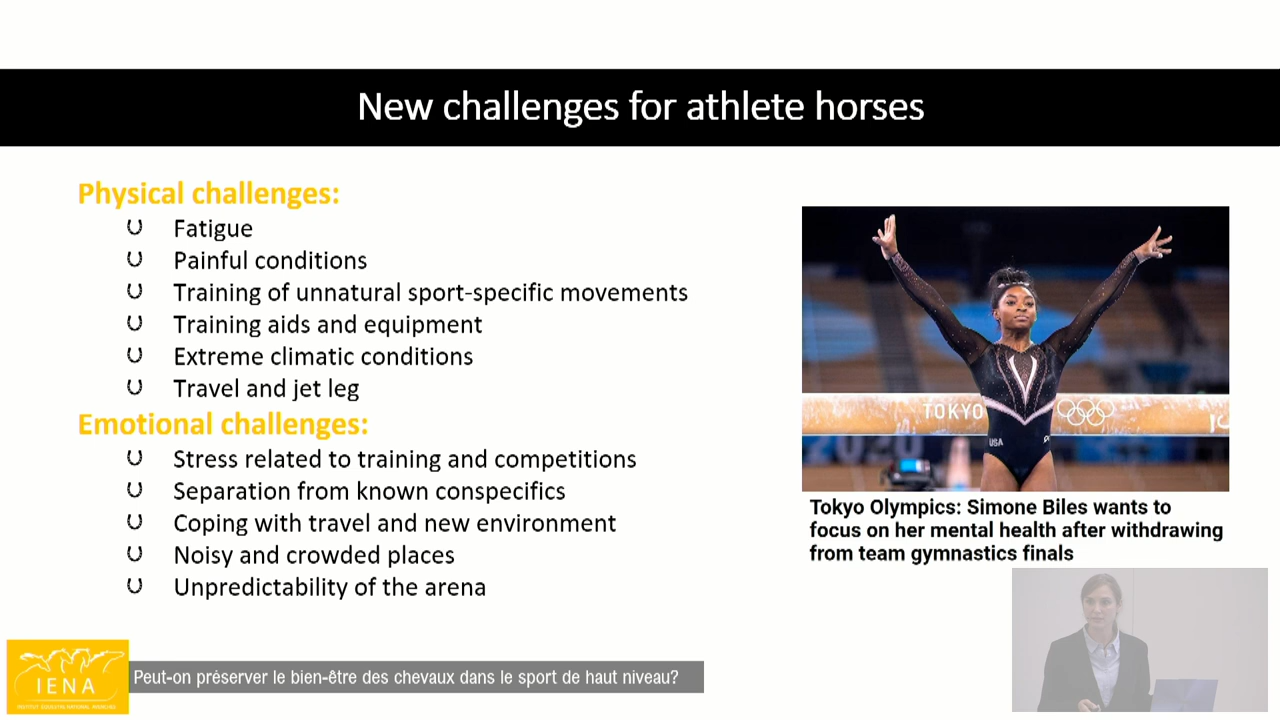 New challenges for athlete horses
Physical challenges:
Fatigue
Painful conditions
Training of unnatural sport-specific movements
Training aids and equipment
Extreme climatic conditions
Travel and jet leg
Emotional challenges:
Stress related to training and competitions
Separation from known conspecifics
Coping with travel and new environment
Noisy and crowded places
Unpredictability of the arena
TOKYO
2020
USA
Tokyo Olympics: Simone Biles wants to
focus on her mental health after withdrawing
from team gymnastics finals
IENA
INSTITUT EQUESTRE NATIONAL AVENCHES
Peut-on préserver le bien-être des chevaux dans le sport de haut niveau?